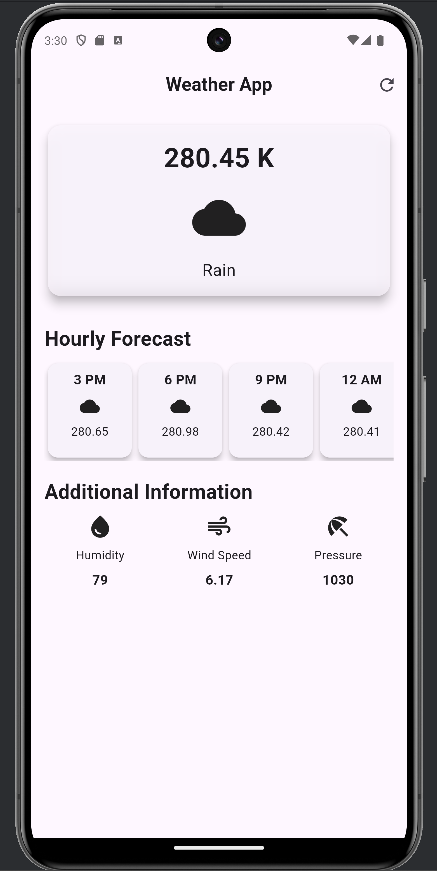 3:30
Weather App
280.45 K
Rain
Hourly Forecast
3 PM 6 PM 9 PM 12 AM
280.65 280.98 280.42 280.41
Additional Information
Humidity Wind Speed Pressure
79 6.17 1030